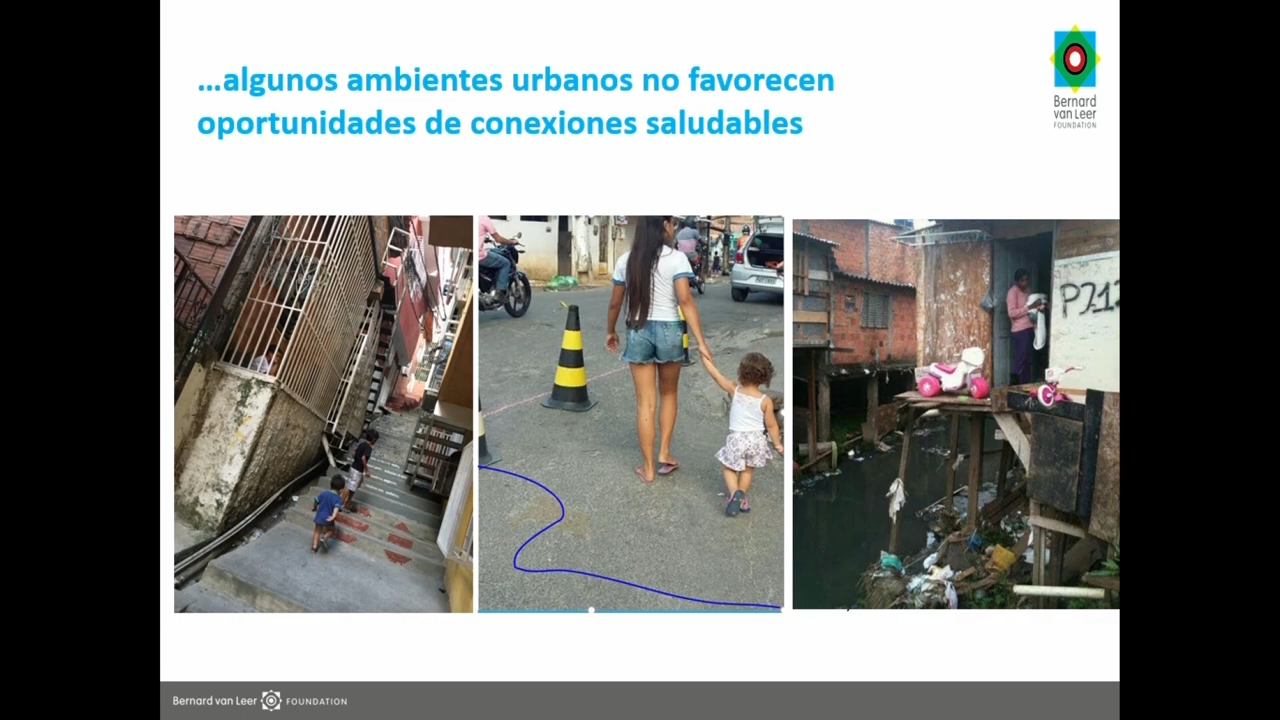 ...algunos ambientes urbanos no favorecen
oportunidades de conexiones saludables
Bernard
van Leer
FOUNDATION
Bernard van Leer FOUNDATION